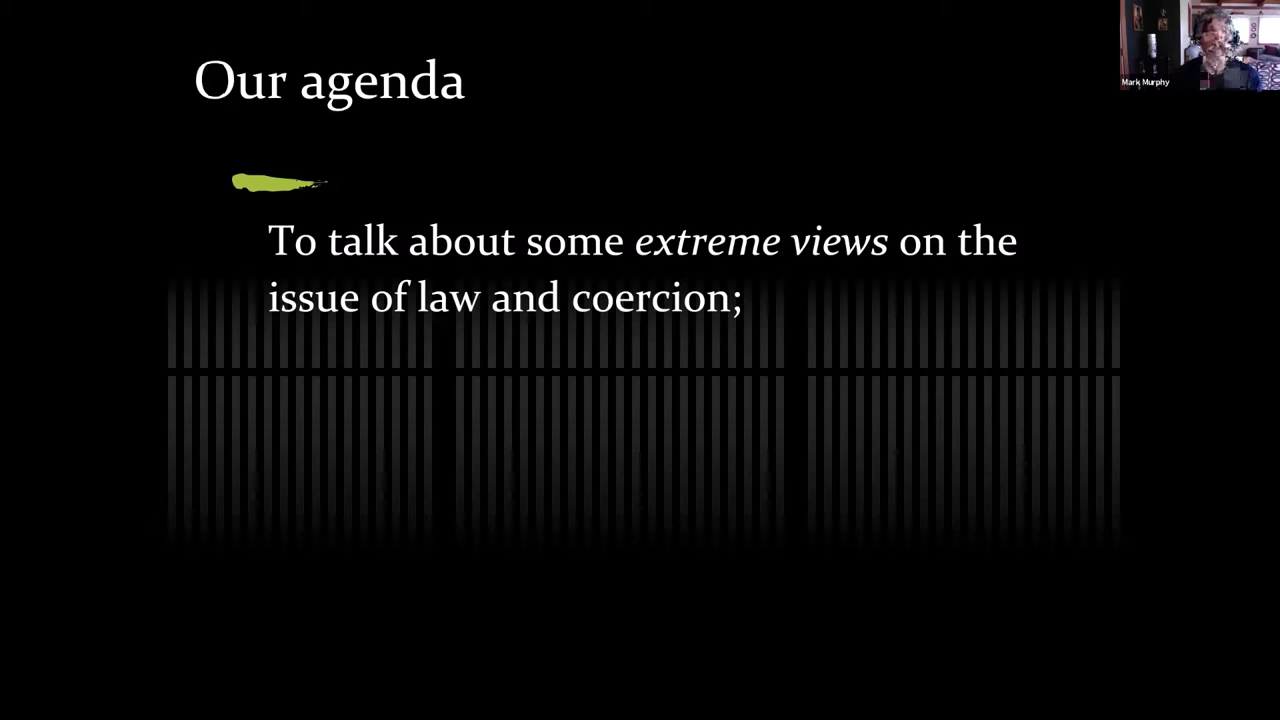 Our agenda
Mark Murphy
To talk about some extreme views on the
issue of law and coercion;